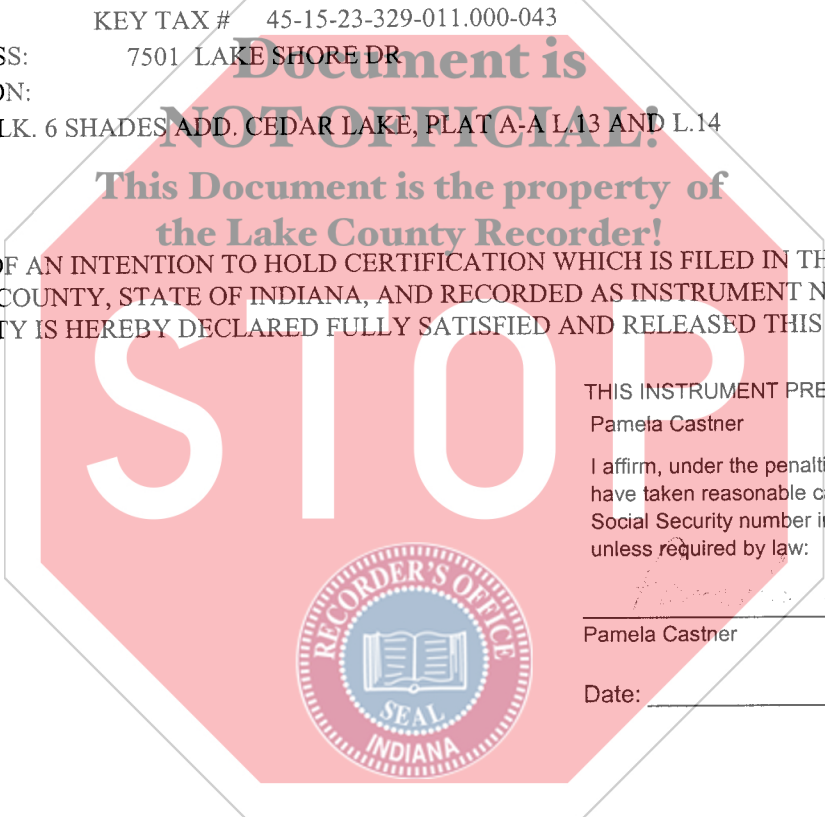 KEY TAX # 45-15-23-329-011.000-043
SS: 7501 LAKE SHORE DR
Document is
ON:
NOT OFFICIAL!
LK. 6 SHADES ADD. CEDAR LAKE, PLAT A-A L.13 AND L.14
This Document is the property of
the Lake County Recorder!
OF AN INTENTION TO HOLD CERTIFICATION WHICH IS FILED IN TH
COUNTY, STATE OF INDIANA, AND RECORDED AS INSTRUMENT N
TY IS HEREBY DECLARED FULLY SATISFIED AND RELEASED THIS
STOP
THIS INSTRUMENT PRE
Pamela Castner
I affirm, under the penalti
have taken reasonable ca
Social Security number in
unless required by law:
Pamela Castner
Date:
RECORDER'S OFFICE
SEAL
INDIANA